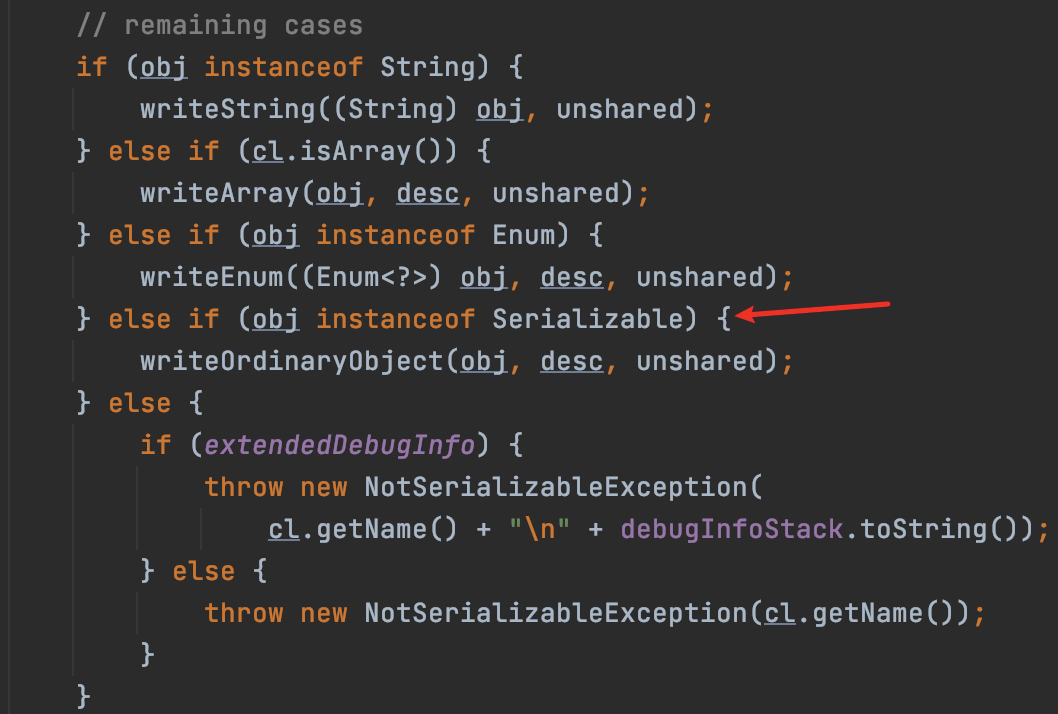 // remaining cases
if (obj instanceof String) {
    writeString((String) obj, unshared);
} else if (cl.isArray()) {
    writeArray(obj, desc, unshared);
} else if (obj instanceof Enum) {
    writeEnum((Enum<?>) obj, desc, unshared);
} else if (obj instanceof Serializable) {
    writeOrdinaryObject(obj, desc, unshared);
} else {
    if (extendedDebugInfo) {
        throw new NotSerializableException(
            cl.getName() + "\n" + debugInfoStack.toString());
    } else {
        throw new NotSerializableException(cl.getName());
    }
}